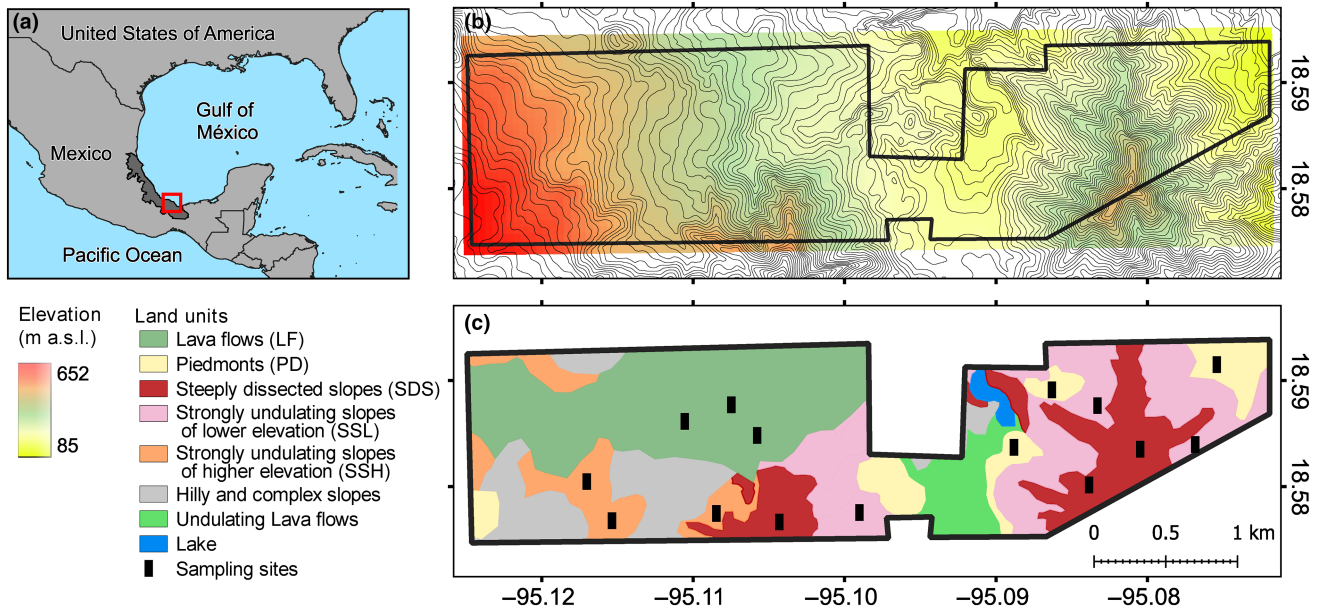 (a)
United States of America
Gulf of
México
Mexico
Pacific Ocean
(b)
18.59
18.58
Elevation
(m a.s.l.)
652
85
Land units
Lava flows (LF)
Piedmonts (PD)
Steeply dissected slopes (SDS)
Strongly undulating slopes
of lower elevation (SSL)
Strongly undulating slopes
of higher elevation (SSH)
Hilly and complex slopes
Undulating Lava flows
Lake
Sampling sites
(c)
18.59
18.58
0 0.5 1 km
−95.12 −95.11 −95.10 −95.09 −95.08